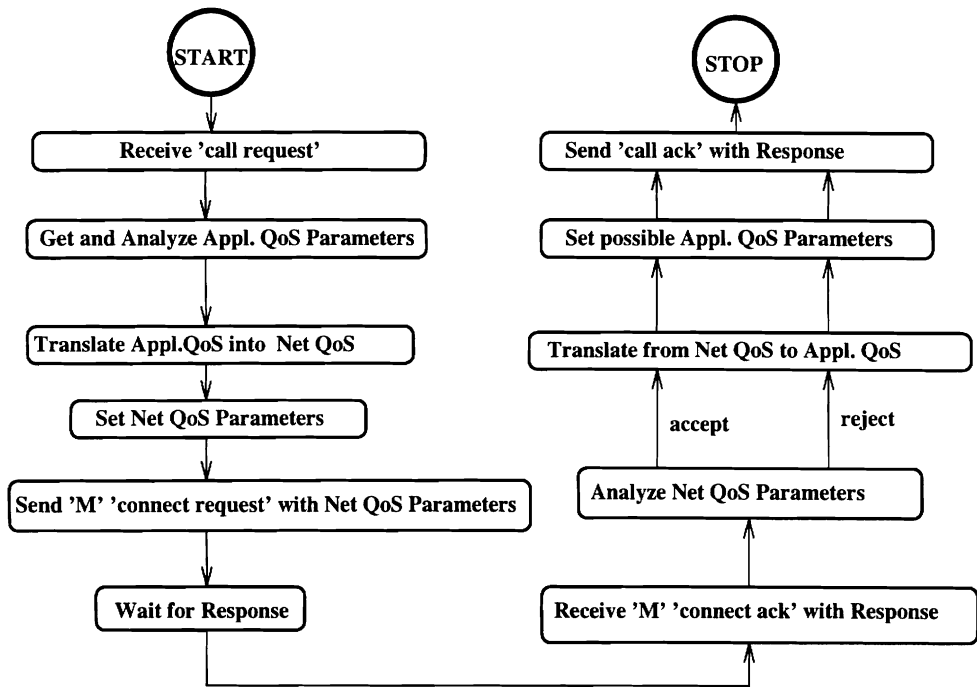 START
Receive 'call request'
Get and Analyze Appl. QoS Parameters
Translate Appl.QoS into Net QoS
Set Net QoS Parameters
Send 'M' 'connect request' with Net QoS Parameters
Wait for Response
STOP
Send 'call ack' with Response
Set possible Appl. QoS Parameters
Translate from Net QoS to Appl. QoS
accept
reject
Analyze Net QoS Parameters
Receive 'M' 'connect ack' with Response